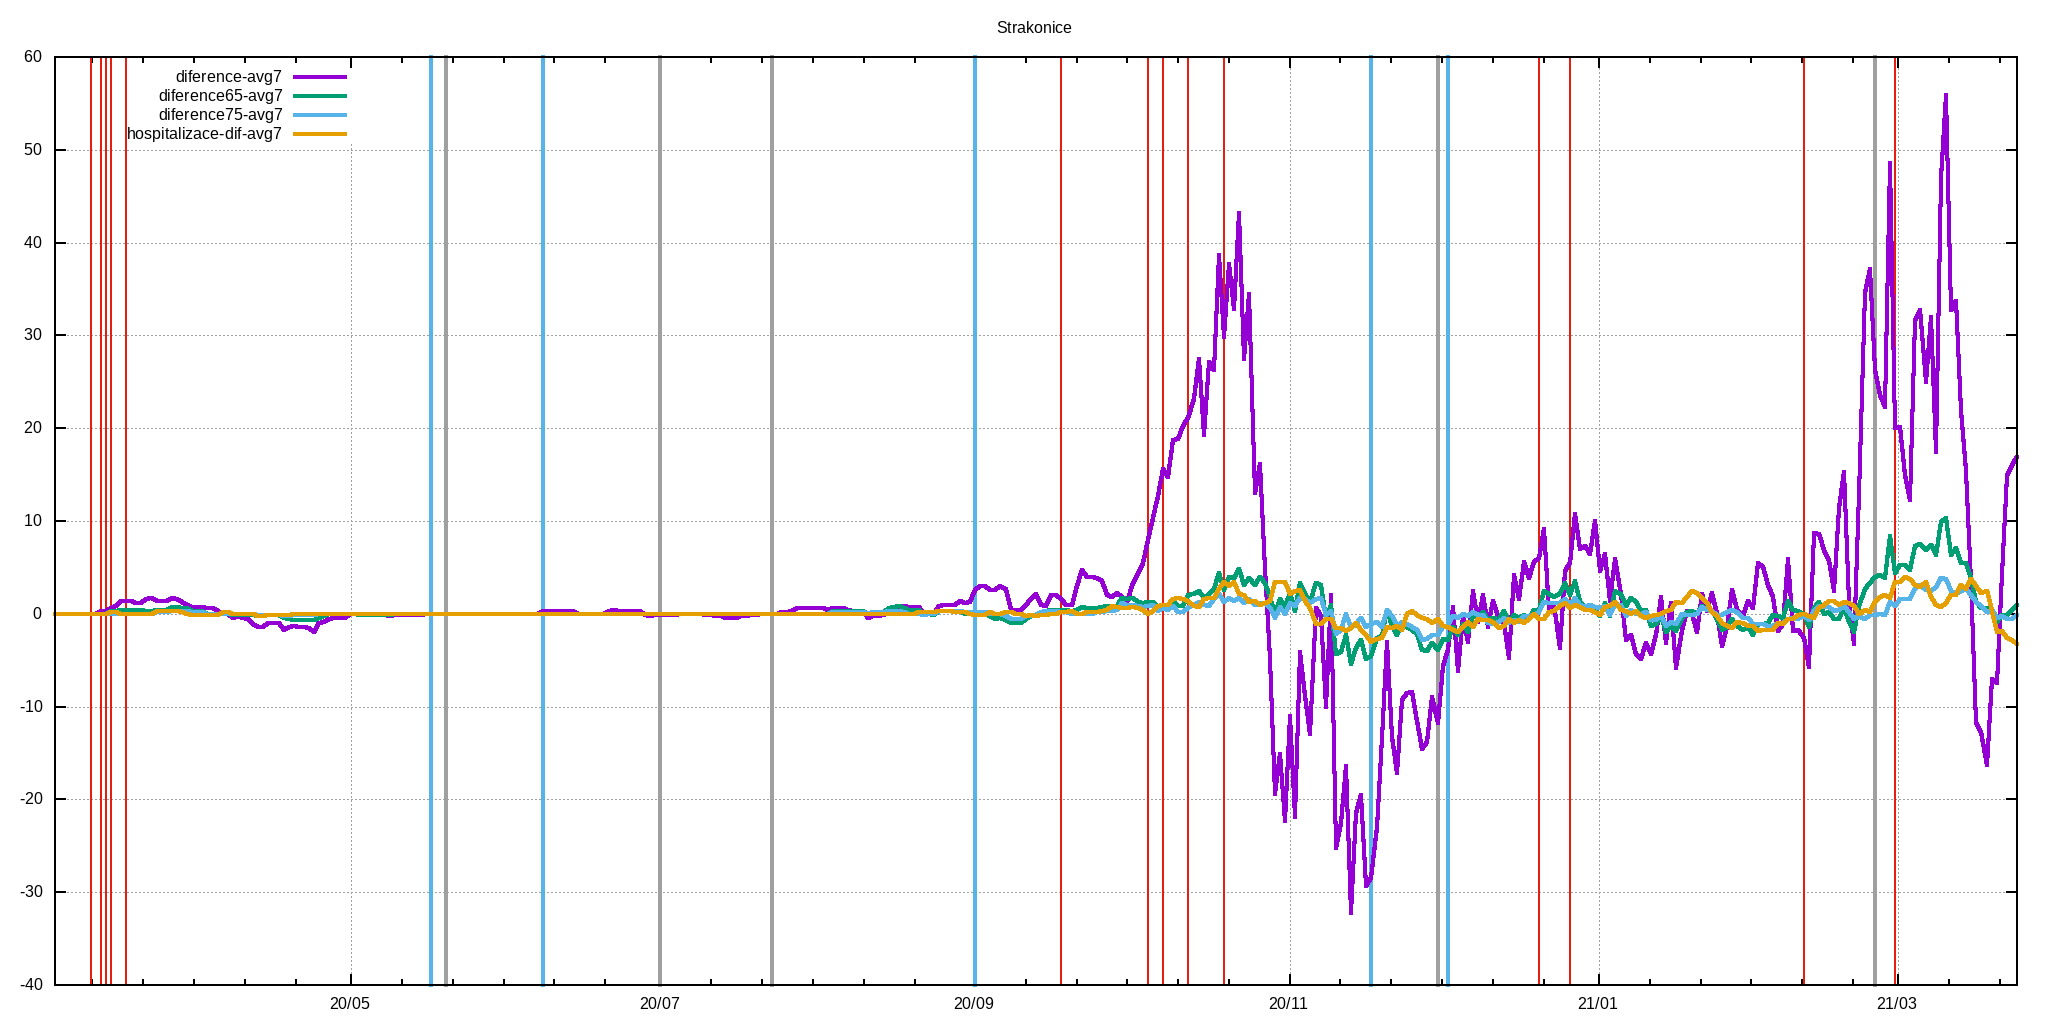 Strakonice
60
50
40
30
20
10
0
-10
-20
-30
-40
diference-avg7
diference65-avg7
diference75-avg7
hospitalizace-dif-avg7
20/05 20/07 20/09 20/11 21/01 21/03